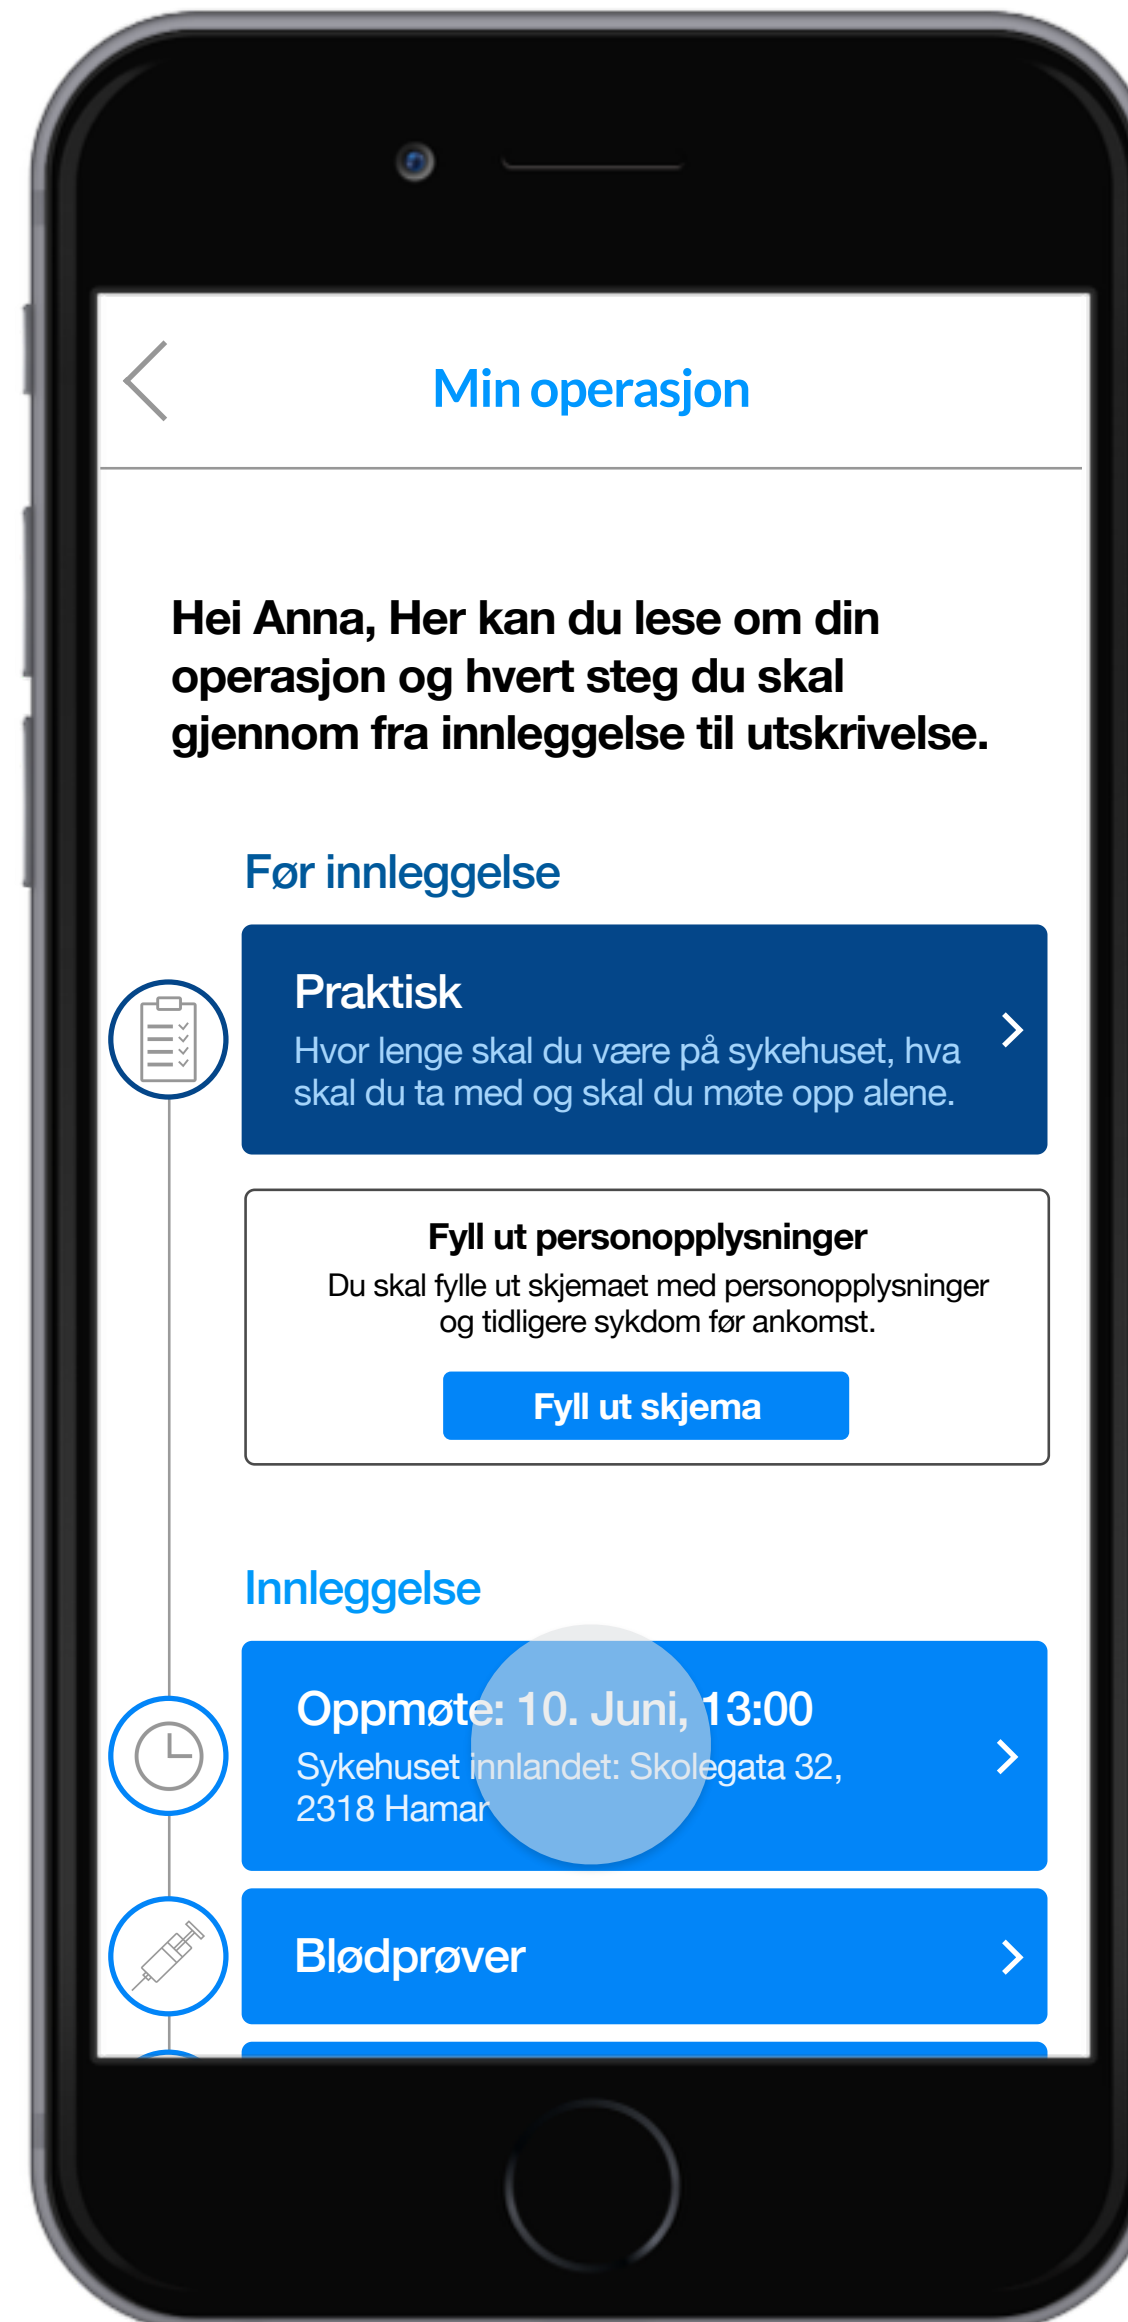 Min operasjon
Hei Anna, Her kan du lese om din
operasjon og hvert steg du skal
gjennom fra innleggelse til utskrivelse.
Før innleggelse
Praktisk
Hvor lenge skal du være på sykehuset, hva
skal du ta med og skal du møte opp alene.
Fyll ut personopplysninger
Du skal fylle ut skjemaet med personopplysninger
og tidligere sykdom før ankomst.
Fyll ut skjema
Innleggelse
Oppmøte: 10. Juni, 13:00
Sykehuset innlandet: Skolegata 32,
2318 Hamar
Blødprøver